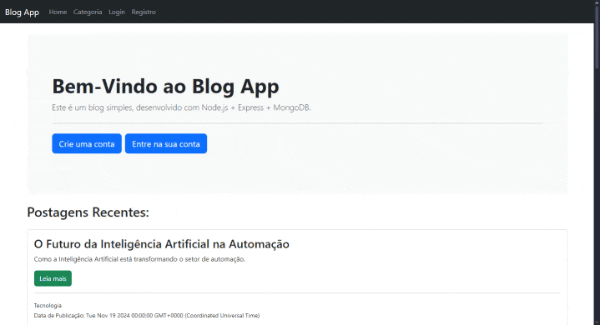 Blog App Home Categoria Login Registro
Bem-Vindo ao Blog App
Este é um blog simples, desenvolvido com Node.js + Express + MongoDB.
Crie uma conta Entre na sua conta
Postagens Recentes:
O Futuro da Inteligência Artificial na Automação
Como a Inteligência Artificial está transformando o setor de automação.
Leia mais
Tecnologia
Data de Publicação: Tue Nov 19 2024 00:00:00 GMT+0000 (Coordinated Universal Time)